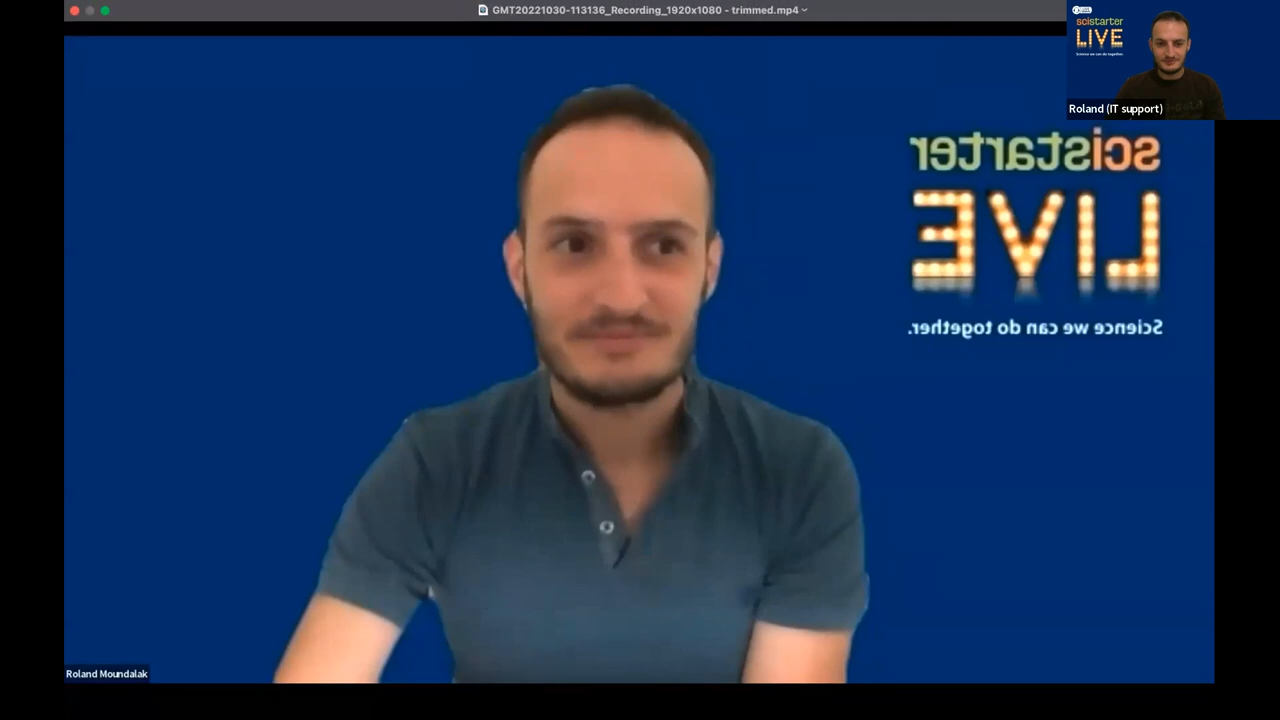 GMT20221030-113136_Recording_1920x1080 - trimmed.mp4
scistarter
LIVE
Science we can do together.
Roland (IT support)
scistarter
LIVE
Science we can do together.
Roland Moundalak